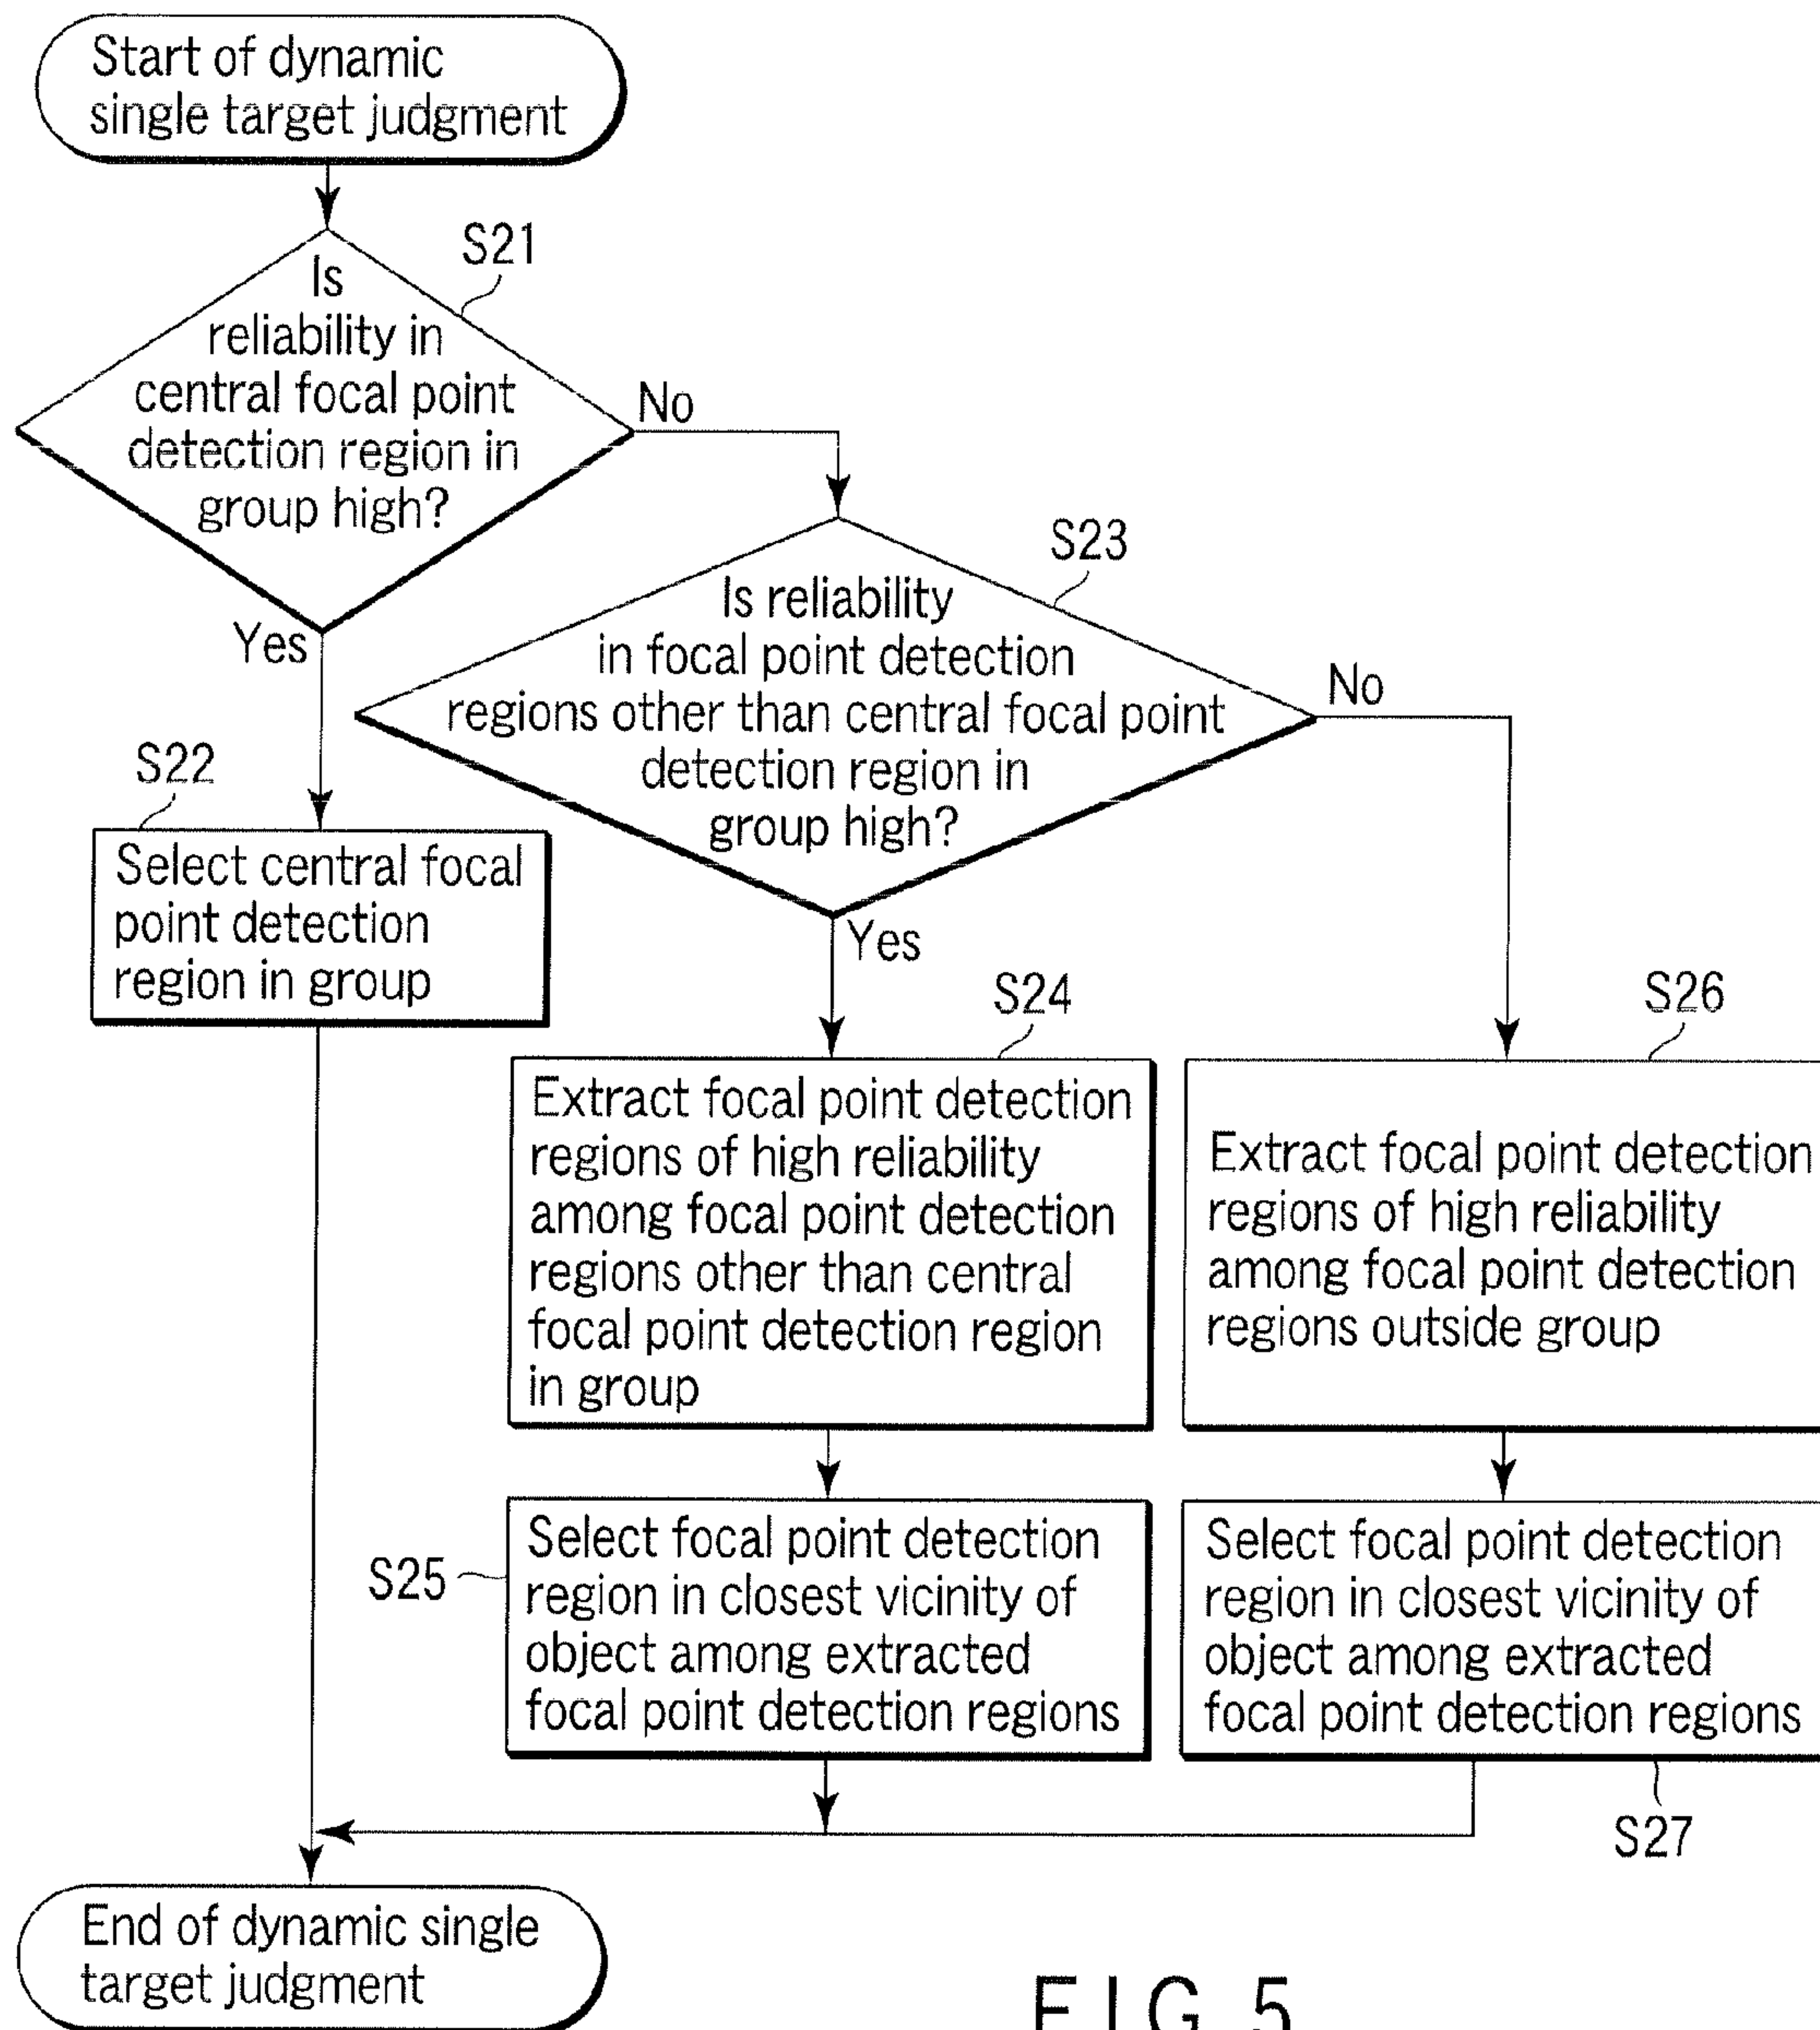 Start of dynamic
single target judgment
S21
Is
reliability in
central focal point
detection region in
group high?
No
Yes
S23
Is reliability
in focal point detection
regions other than central focal point
detection region in
group high?
No
Yes
S22
Select central focal
point detection
region in group
S24
Extract focal point detection
regions of high reliability
among focal point detection
regions other than central
focal point detection region
in group
S26
Extract focal point detection
regions of high reliability
among focal point detection
regions outside group
S25
Select focal point detection
region in closest vicinity of
object among extracted
focal point detection regions
Select focal point detection
region in closest vicinity of
object among extracted
focal point detection regions
S27
End of dynamic single
target judgment
FIG.5